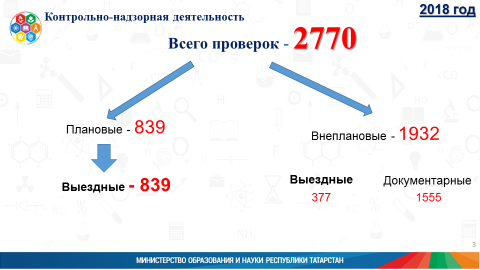 Контрольно-надзорная деятельность
2018 год
Всего проверок - 2770
Плановые - 839
Внеплановые - 1932
Выездные - 839
Выездные
377
Документарные
1555
3
МИНИСТЕРСТВО ОБРАЗОВАНИЯ И НАУКИ РЕСПУБЛИКИ ТАТАРСТАН